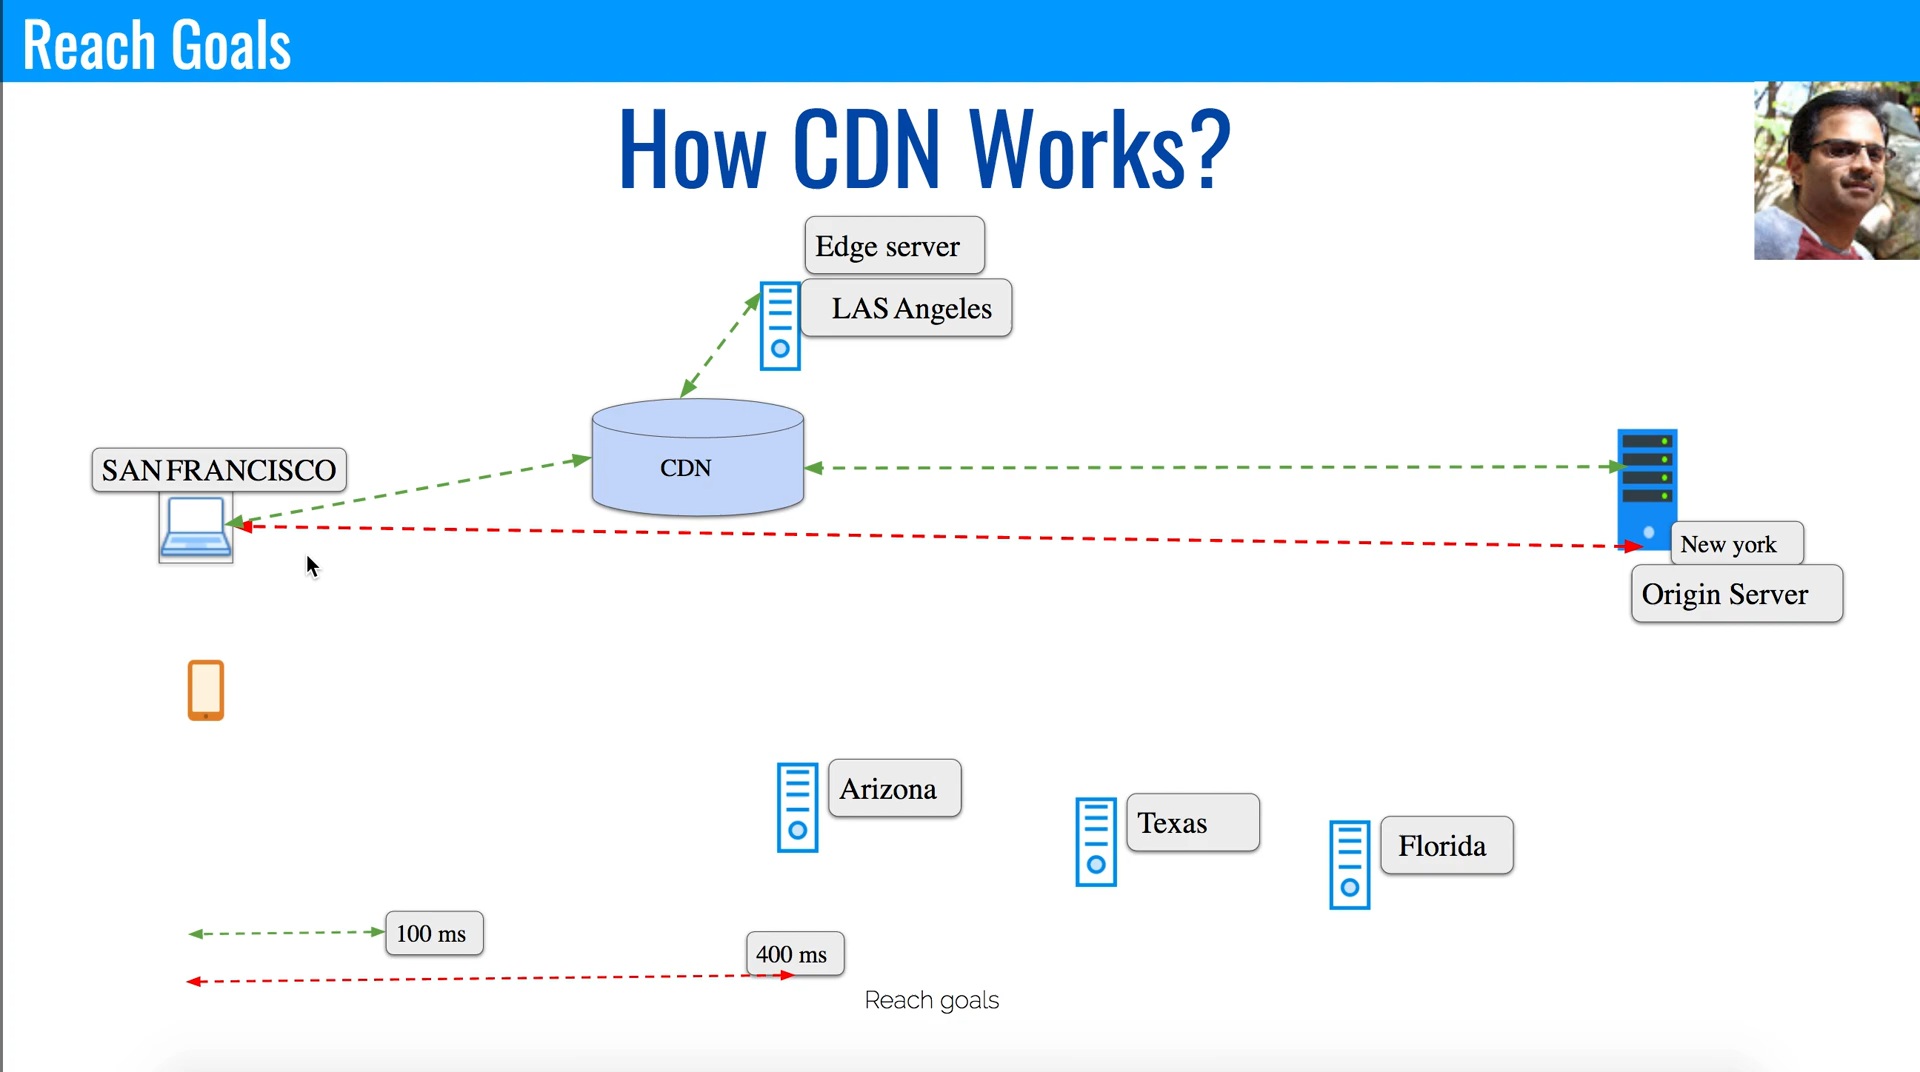 Reach Goals
How CDN Works?
Edge server
LAS Angeles
SAN FRANCISCO
CDN
New york
Origin Server
Arizona
Texas
Florida
100 ms
400 ms
Reach goals